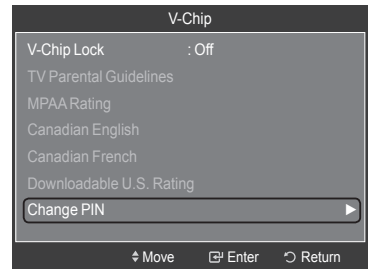 V-Chip
V-Chip Lock : Off
TV Parental Guidelines
MPAA Rating
Canadian English
Canadian French
Downloadable U.S. Rating
Change PIN
Move Enter Return